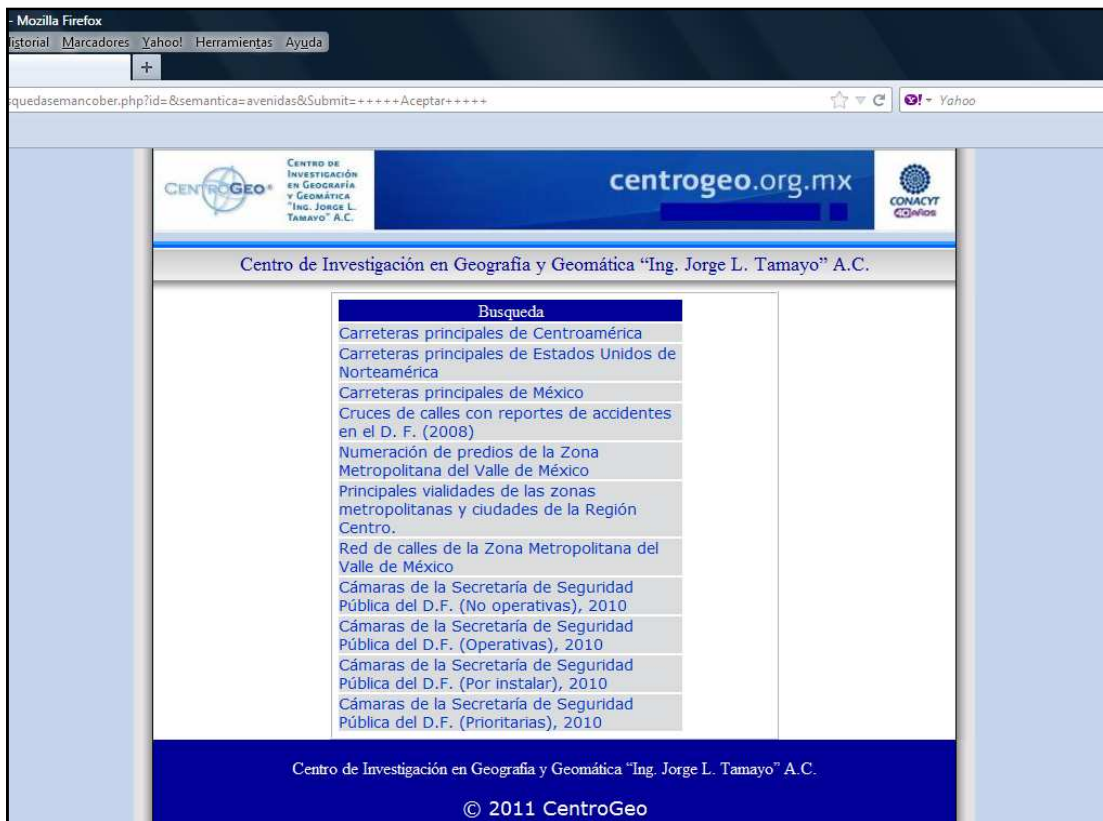 - Mozilla Firefox
istorial Marcadores Yahoo! Herramientas Ayuda
+
squedasemancober.php?id=&semantica=avenidas&Submit=+++++Aceptar+++++
Yahoo
CENTROGEO®
CENTRO DE
INVESTIGACIÓN
EN GEOGRAFÍA
Y GEOMÁTICA
"ING. JORGE L.
TAMAYO" A.C.
centrogeo.org.mx
CONACYT
40 años
Centro de Investigación en Geografía y Geomática “Ing. Jorge L. Tamayo” A.C.
Busqueda
Carreteras principales de Centroamérica
Carreteras principales de Estados Unidos de
Norteamérica
Carreteras principales de México
Cruces de calles con reportes de accidentes
en el D. F. (2008)
Numeración de predios de la Zona
Metropolitana del Valle de México
Principales vialidades de las zonas
metropolitanas y ciudades de la Región
Centro.
Red de calles de la Zona Metropolitana del
Valle de México
Cámaras de la Secretaría de Seguridad
Pública del D.F. (No operativas), 2010
Cámaras de la Secretaría de Seguridad
Pública del D.F. (Operativas), 2010
Cámaras de la Secretaría de Seguridad
Pública del D.F. (Por instalar), 2010
Cámaras de la Secretaría de Seguridad
Pública del D.F. (Prioritarias), 2010
Centro de Investigación en Geografía y Geomática “Ing. Jorge L. Tamayo” A.C.
© 2011 CentroGeo